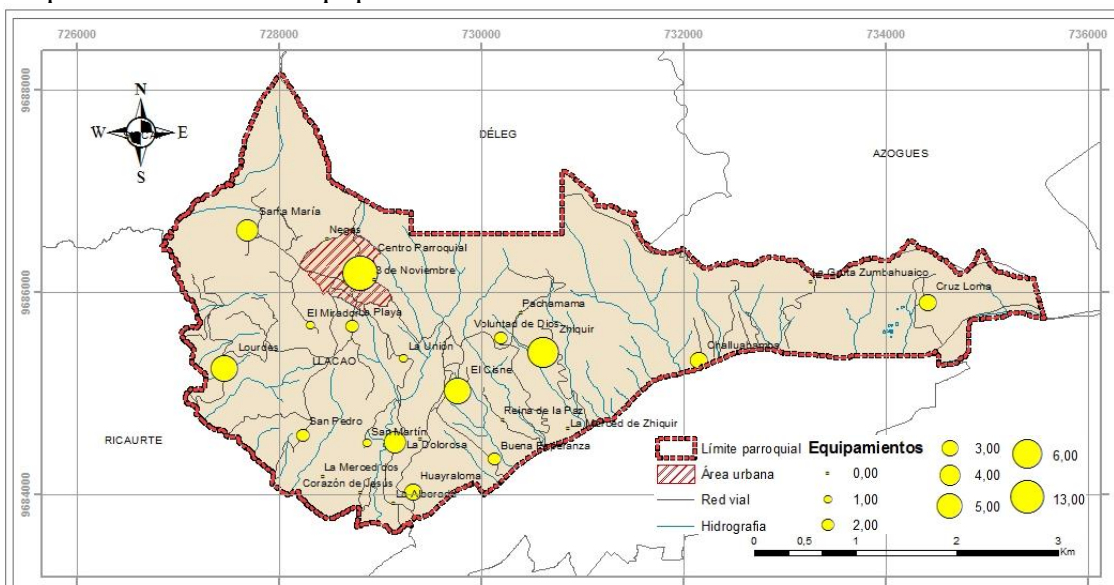 726000 728000 730000 732000 734000 736000
9688000
N
W E
S
DÉLEG
AZOGUES
Santa María
Negas
Centro Parroquial
3 de Noviembre
9686000
La Gruta Zumbahuaico
Cruz Loma
Pachamama
El Mirador La Playa
Voluntad de Dios
Zhiquir
La Unión
Challuabamba
Lourdes
LLACAO
El Cisne
RICAURTE
San Pedro
San Martín
La Dolorosa
Reina de la Paz
La Merced de Zhiquir
Buena Esperanza
La Merced dos
Huayraloma
Corazón de Jesús
La Alborada
9684000
Límite parroquial
Área urbana
Red vial
Hidrografia
Equipamientos
0,00
1,00
2,00
3,00
4,00
5,00
6,00
13,00
0 0,5 1 2 3
Km